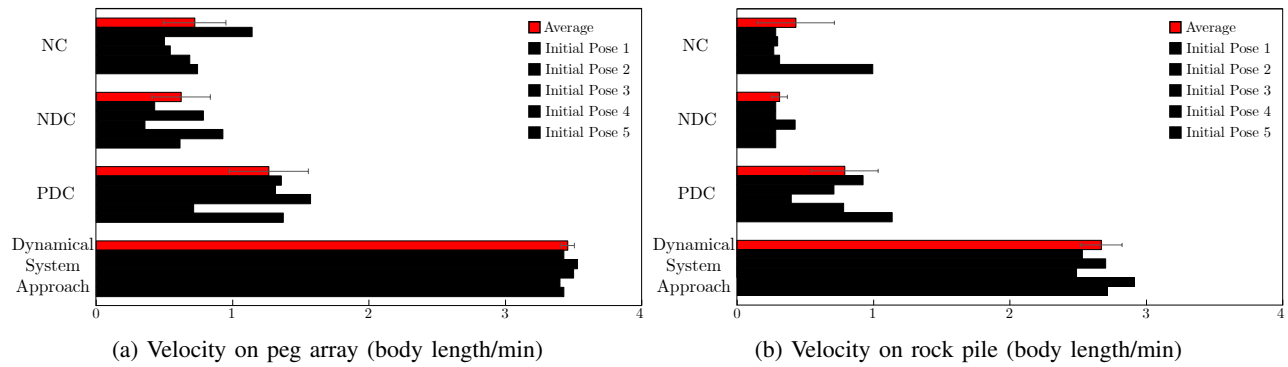 NC
NDC
PDC
Dynamical
System
Approach
0 1 2 3 4
Average
Initial Pose 1
Initial Pose 2
Initial Pose 3
Initial Pose 4
Initial Pose 5
(a) Velocity on peg array (body length/min)
NC
NDC
PDC
Dynamical
System
Approach
0 1 2 3 4
Average
Initial Pose 1
Initial Pose 2
Initial Pose 3
Initial Pose 4
Initial Pose 5
(b) Velocity on rock pile (body length/min)